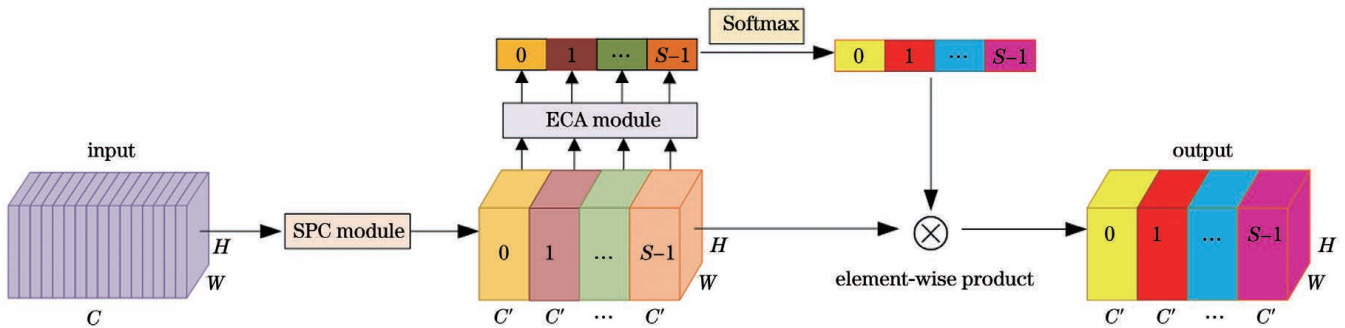 Softmax
0 1 ... S−1
0 1 ... S−1
ECA module
input
output
SPC module
0 1 ... S−1
0 1 ... S−1
H
H
H
W
W
W
element-wise product
C
C′ C′ ... C′
C′ C′ ... C′